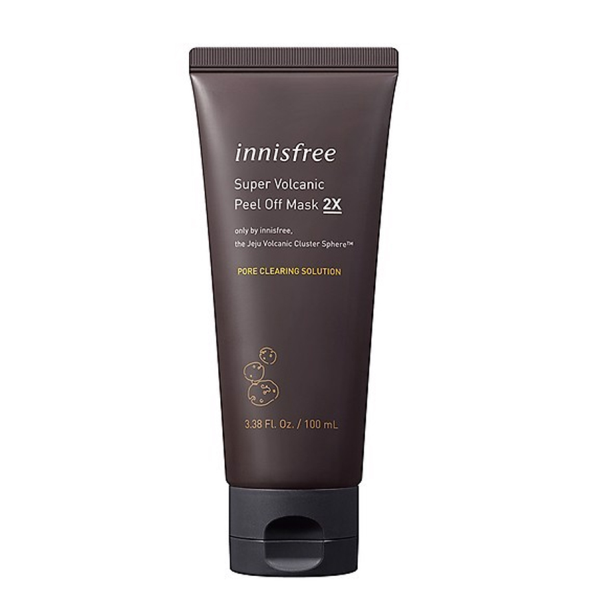 innisfree
Super Volcanic
Peel Off Mask 2X
only by innisfree,
the Jeju Volcanic Cluster Sphere™
PORE CLEARING SOLUTION
3.38 Fl. Oz. / 100 mL